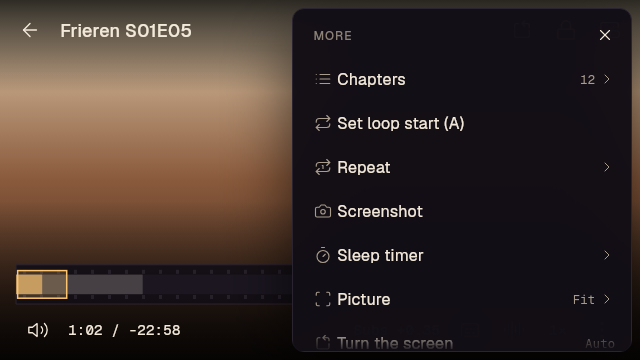 Frieren S01E05
MORE
Chapters 12
Set loop start (A)
Repeat
Screenshot
Sleep timer
Picture Fit
Turn the screen Auto
1:02 / -22:58